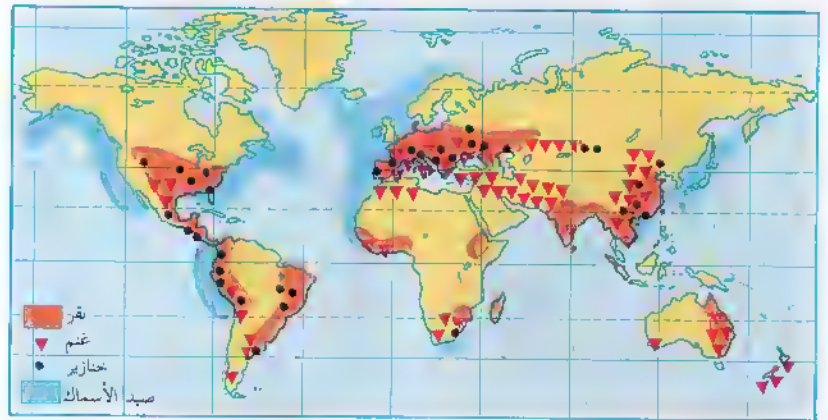 بقر
غنم
خنازير
صيد الأسماك